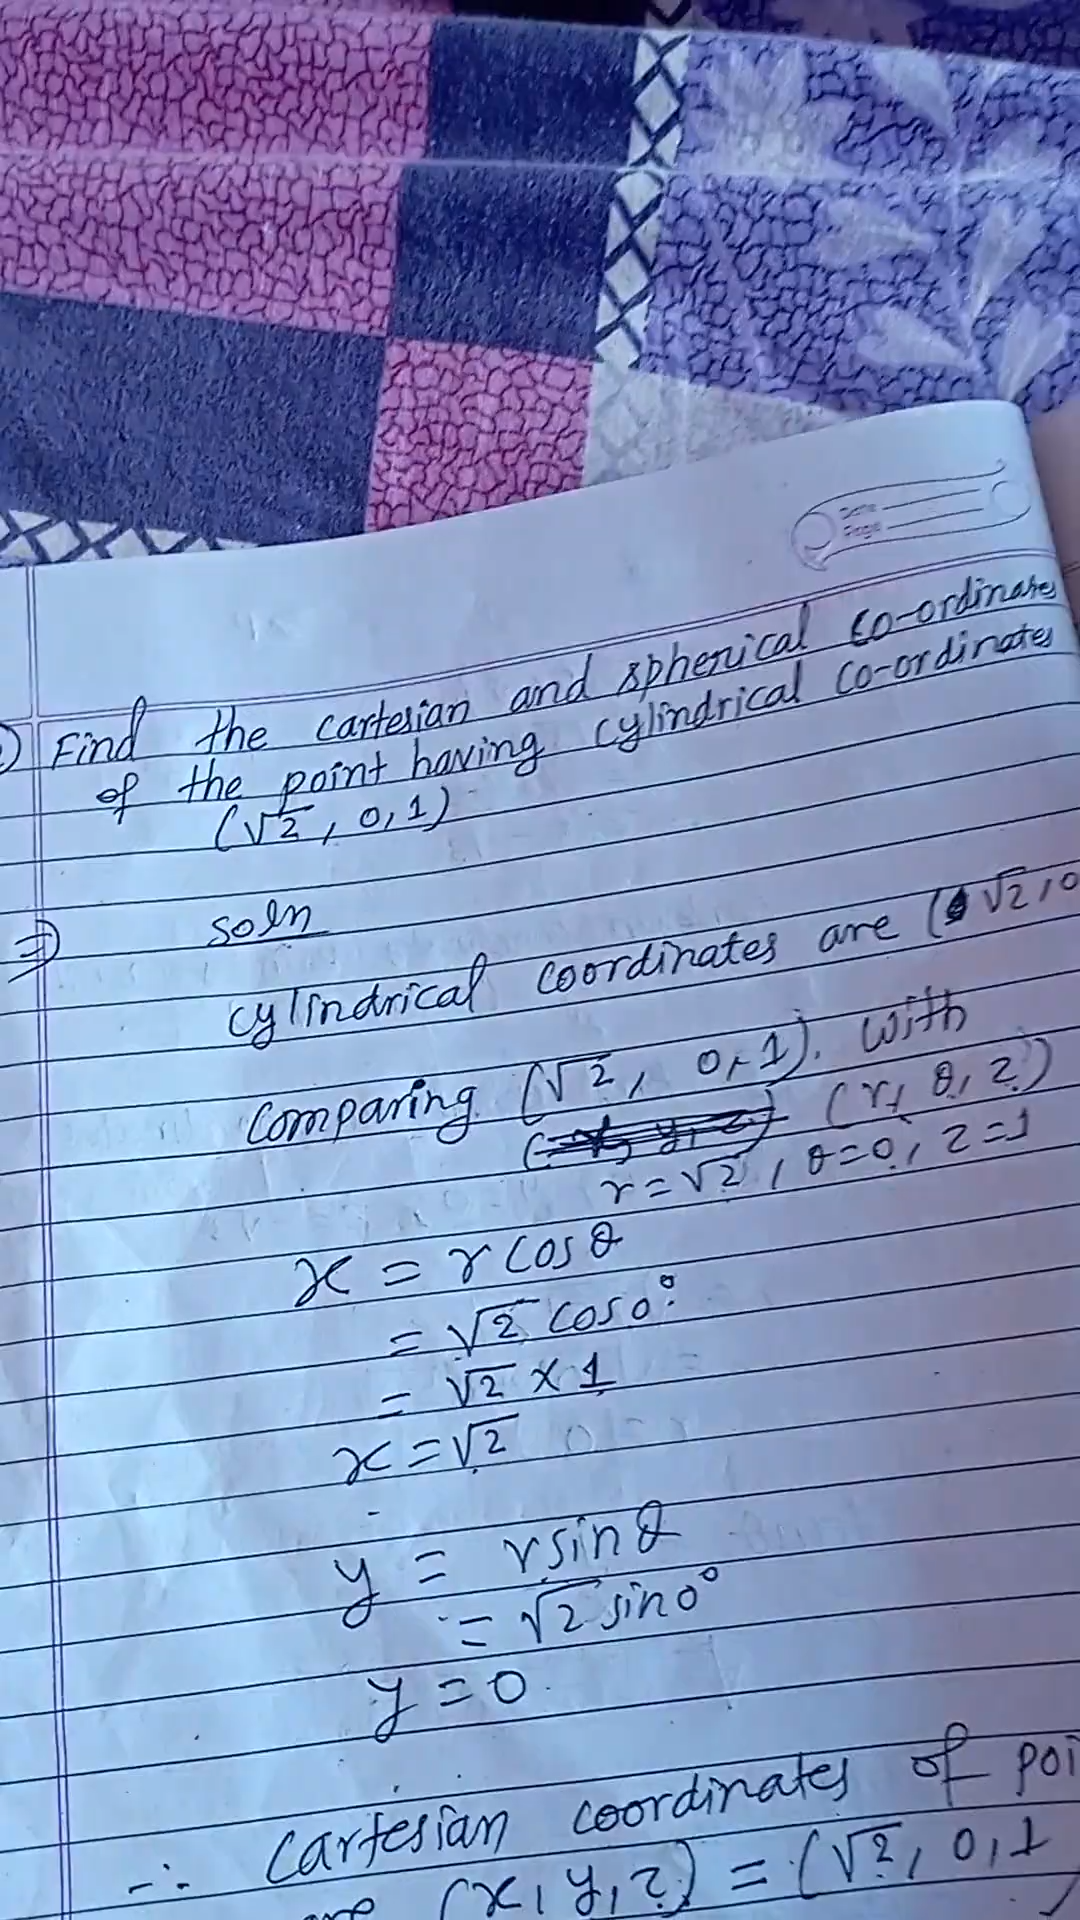 Date
Page
Find the cartesian and spherical co-ordinates
of the point having cylindrical co-ordinates
(√2, 0, 1)
⇒ soln
cylindrical coordinates are (√2, 0
comparing (√2, 0, 1). with
(r, θ, z)
r = √2, θ = 0, z = 1
x = r cos θ
= √2 cos 0°
= √2 x 1
x = √2
y = r sin θ
= √2 sin 0°
y = 0
∴ cartesian coordinates of poi
(x, y, z) = (√2, 0, 1